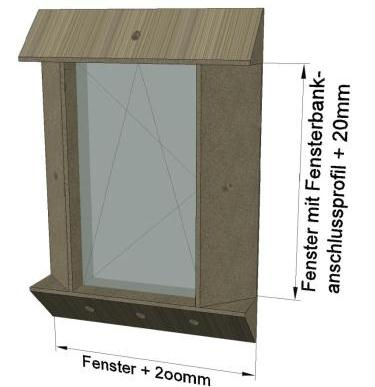 Fenster mit Fensterbank-
anschlussprofil + 20mm
Fenster + 2oomm